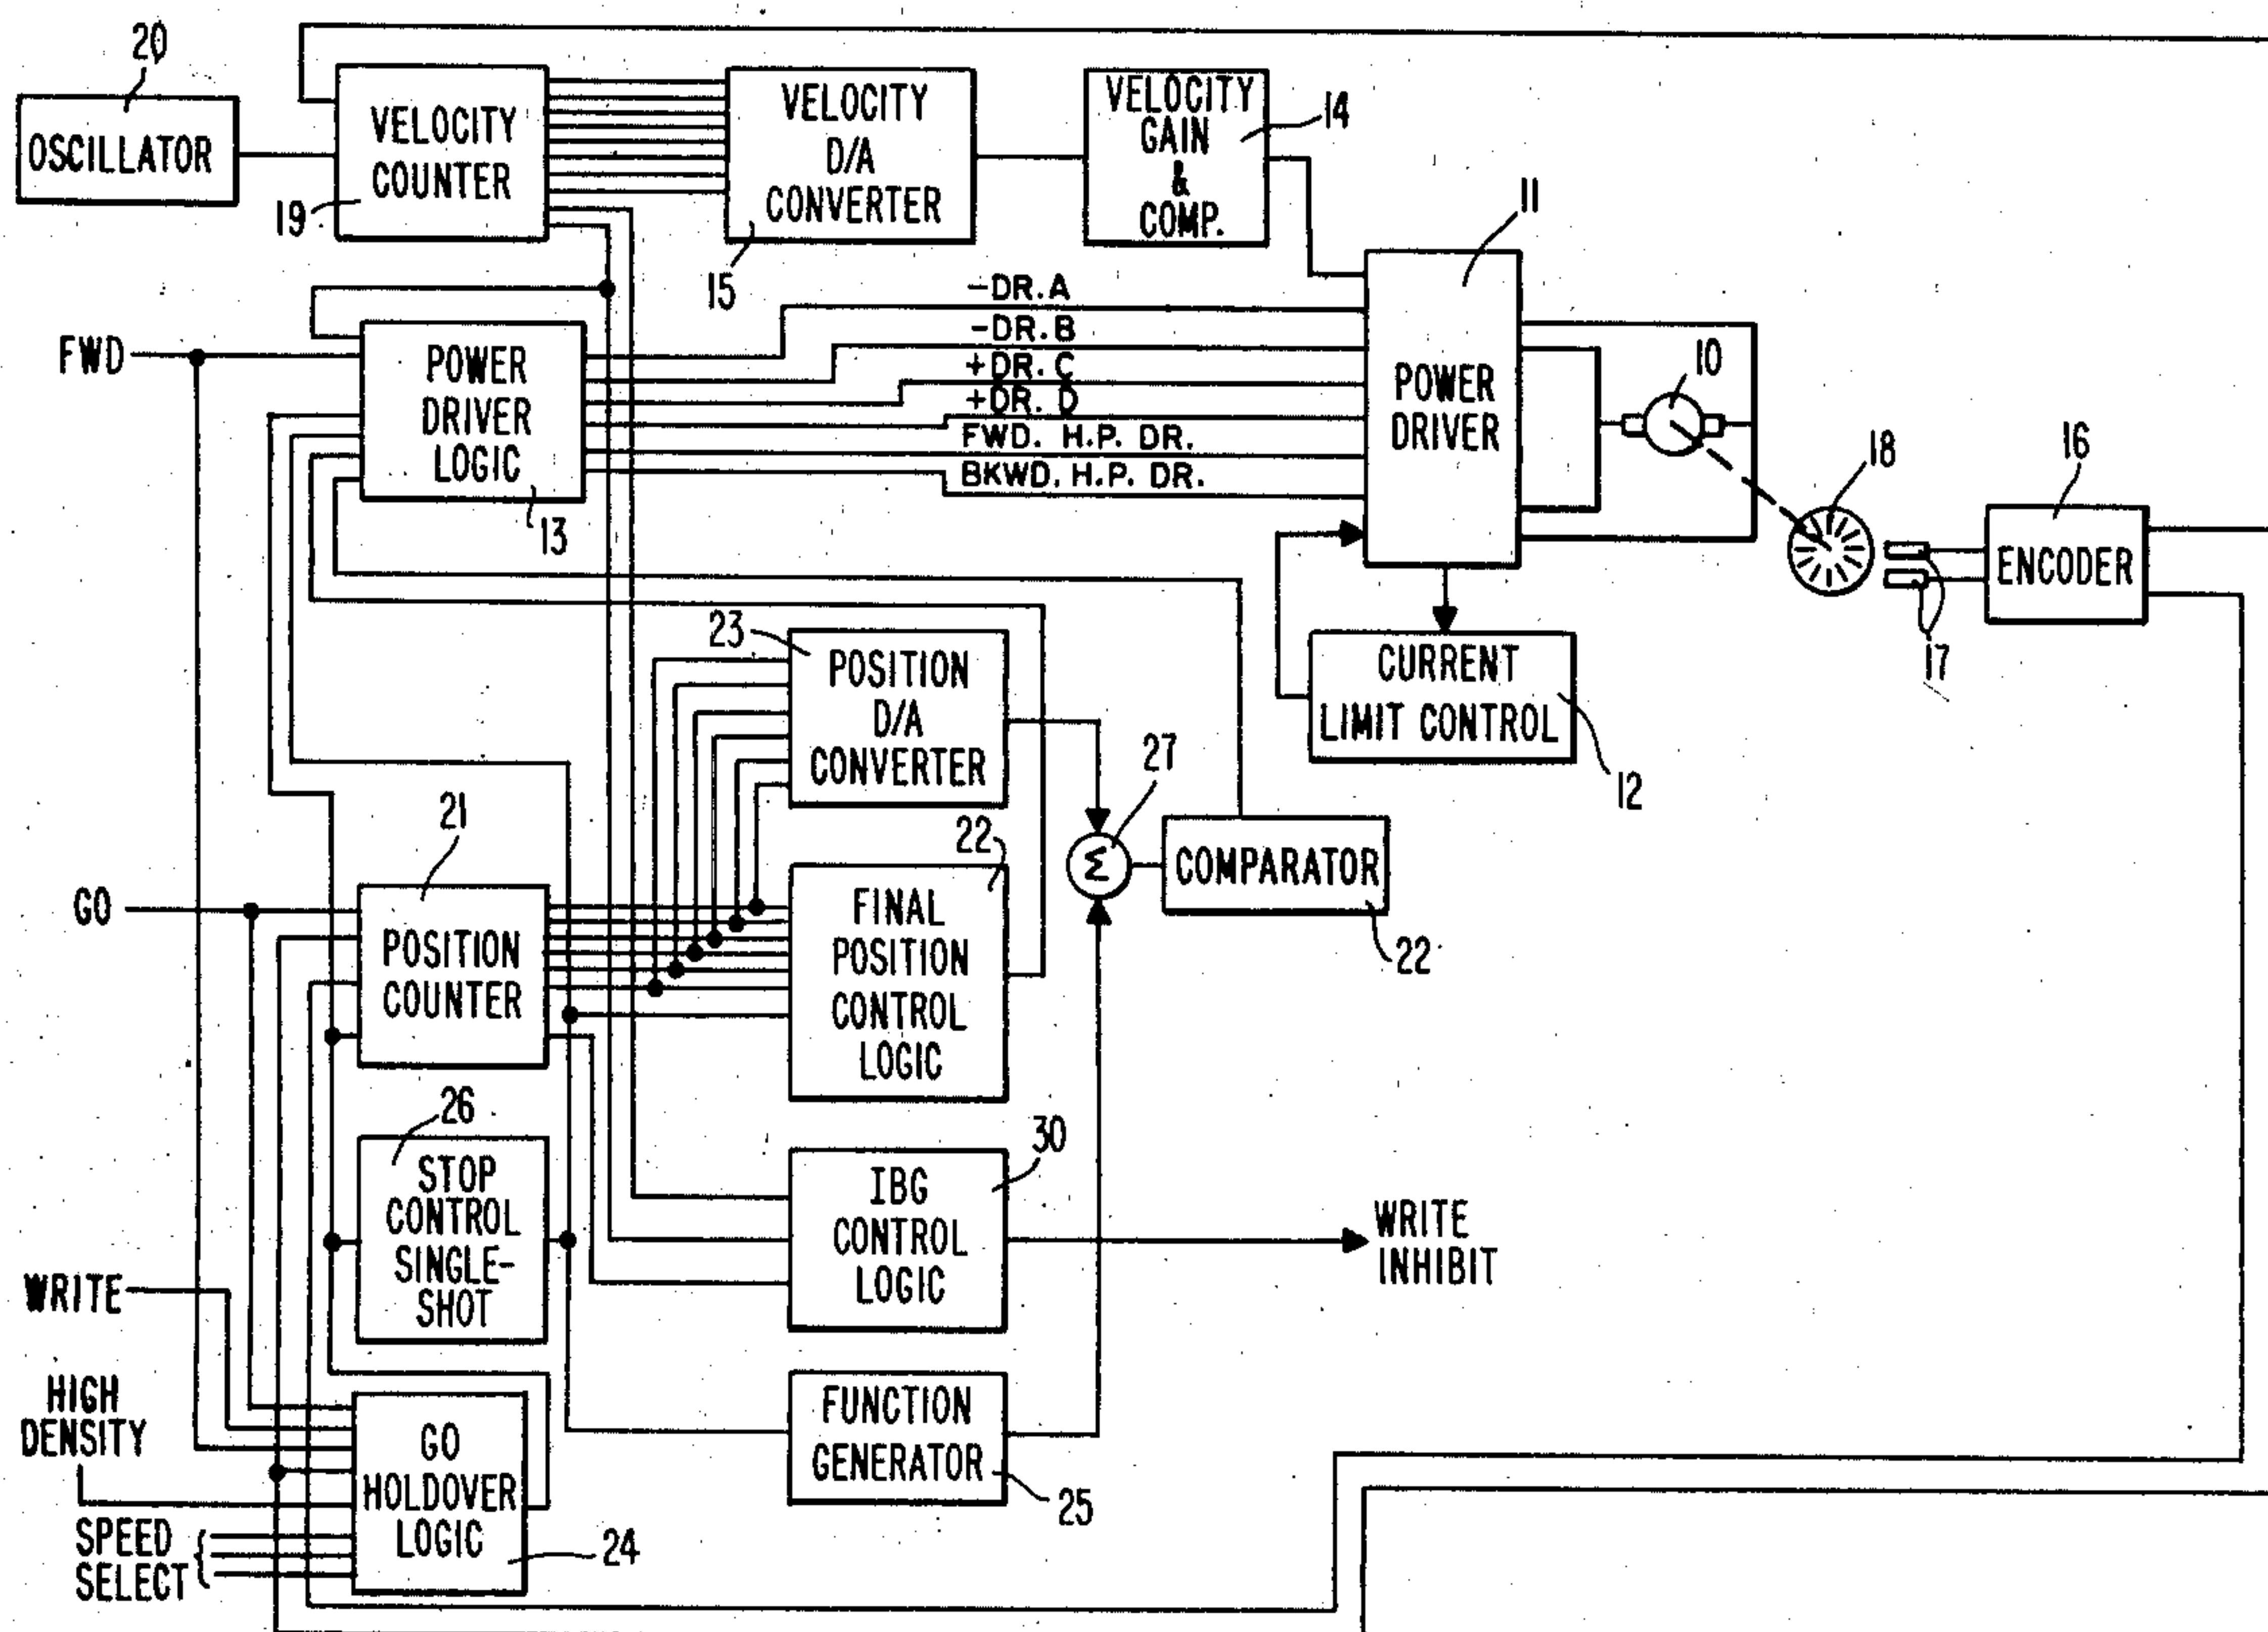 20
OSCILLATOR
VELOCITY
COUNTER
19
VELOCITY
D/A
CONVERTER
15
VELOCITY
GAIN
&
COMP.
14
11
-DR.A
-DR.B
+DR. C
+DR. D
FWD. H.P. DR.
BKWD. H.P. DR.
FWD
POWER
DRIVER
LOGIC
13
POWER
DRIVER
10
18
16
ENCODER
17
CURRENT
LIMIT CONTROL
12
23
POSITION
D/A
CONVERTER
27
Σ
COMPARATOR
22
21
GO
POSITION
COUNTER
22
FINAL
POSITION
CONTROL
LOGIC
26
STOP
CONTROL
SINGLE-
SHOT
30
IBG
CONTROL
LOGIC
WRITE
INHIBIT
WRITE
HIGH
DENSITY
GO
HOLDOVER
LOGIC
24
SPEED
SELECT
FUNCTION
GENERATOR
25